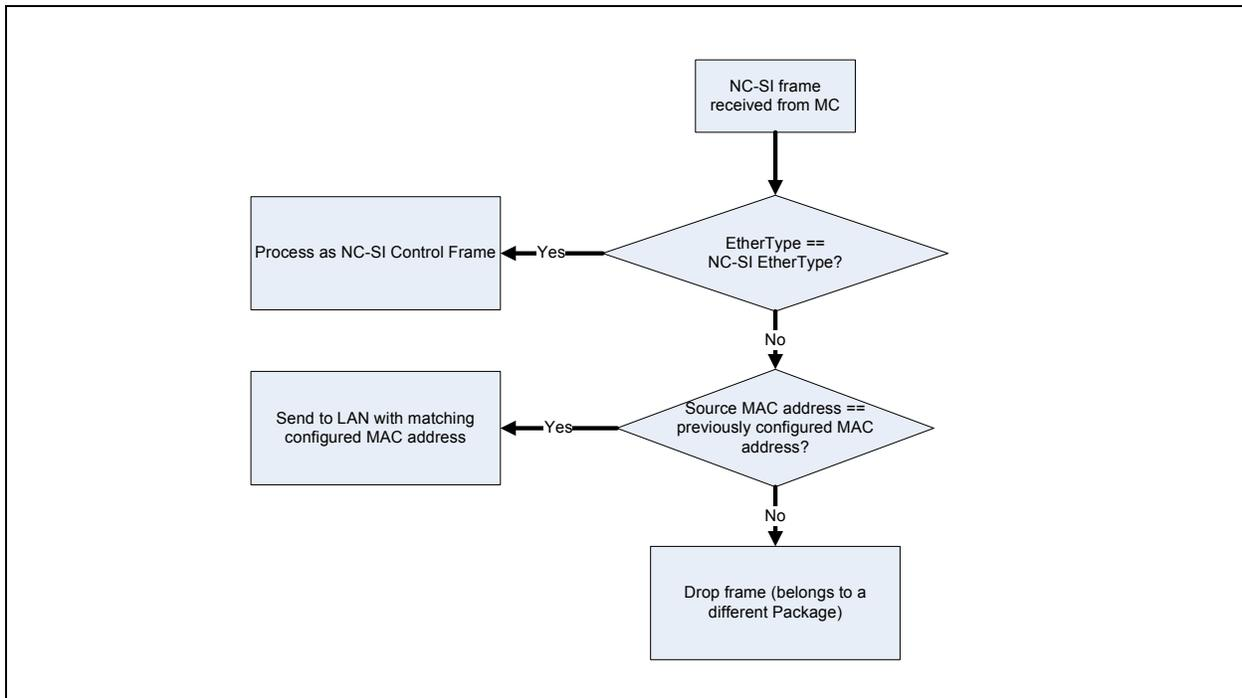 NC-SI frame
received from MC
EtherType ==
NC-SI EtherType?
Yes
Process as NC-SI Control Frame
No
Source MAC address ==
previously configured MAC
address?
Yes
Send to LAN with matching
configured MAC address
No
Drop frame (belongs to a
different Package)